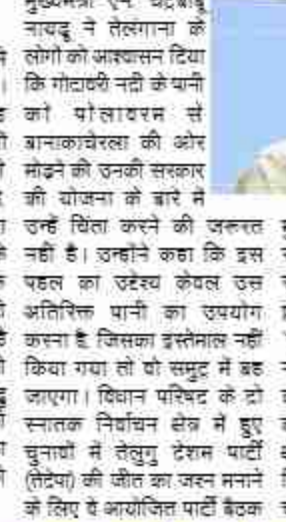 मुख्यमंत्री एन चंद्रबाबू
नायडू ने तेलंगाना के
लोगों को आश्वासन दिया
कि गोदावरी नदी के पानी
को पोलावरम से
बानाकाचेरला की ओर
मोड़ने की उनकी सरकार
की योजना के बारे में
उन्हें चिंता करने की जरूरत
नहीं है। उन्होंने कहा कि इस
पहल का उद्देश्य केवल उस
अतिरिक्त पानी का उपयोग
करना है, जिसका इस्तेमाल नहीं
किया गया तो वो समुद्र में बह
जाएगा। विधान परिषद के दो
स्नातक निर्वाचन क्षेत्र में हुए
चुनावों में तेलुगु देशम पार्टी
(तेदेपा) की जीत का जश्न मनाने
के लिए वे आयोजित पार्टी बैठक